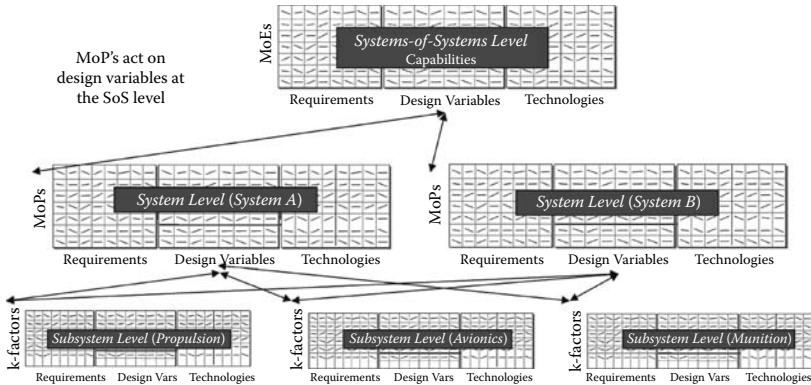 MoEs
Systems-of-Systems Level
Capabilities
Requirements Design Variables Technologies
MoP's act on
design variables at
the SoS level
MoPs
System Level (System A)
Requirements Design Variables Technologies
MoPs
System Level (System B)
Requirements Design Variables Technologies
k-factors
Subsystem Level (Propulsion)
Requirements Design Vars Technologies
k-factors
Subsystem Level (Avionics)
Requirements Design Vars Technologies
k-factors
Subsystem Level (Munition)
Requirements Design Vars Technologies